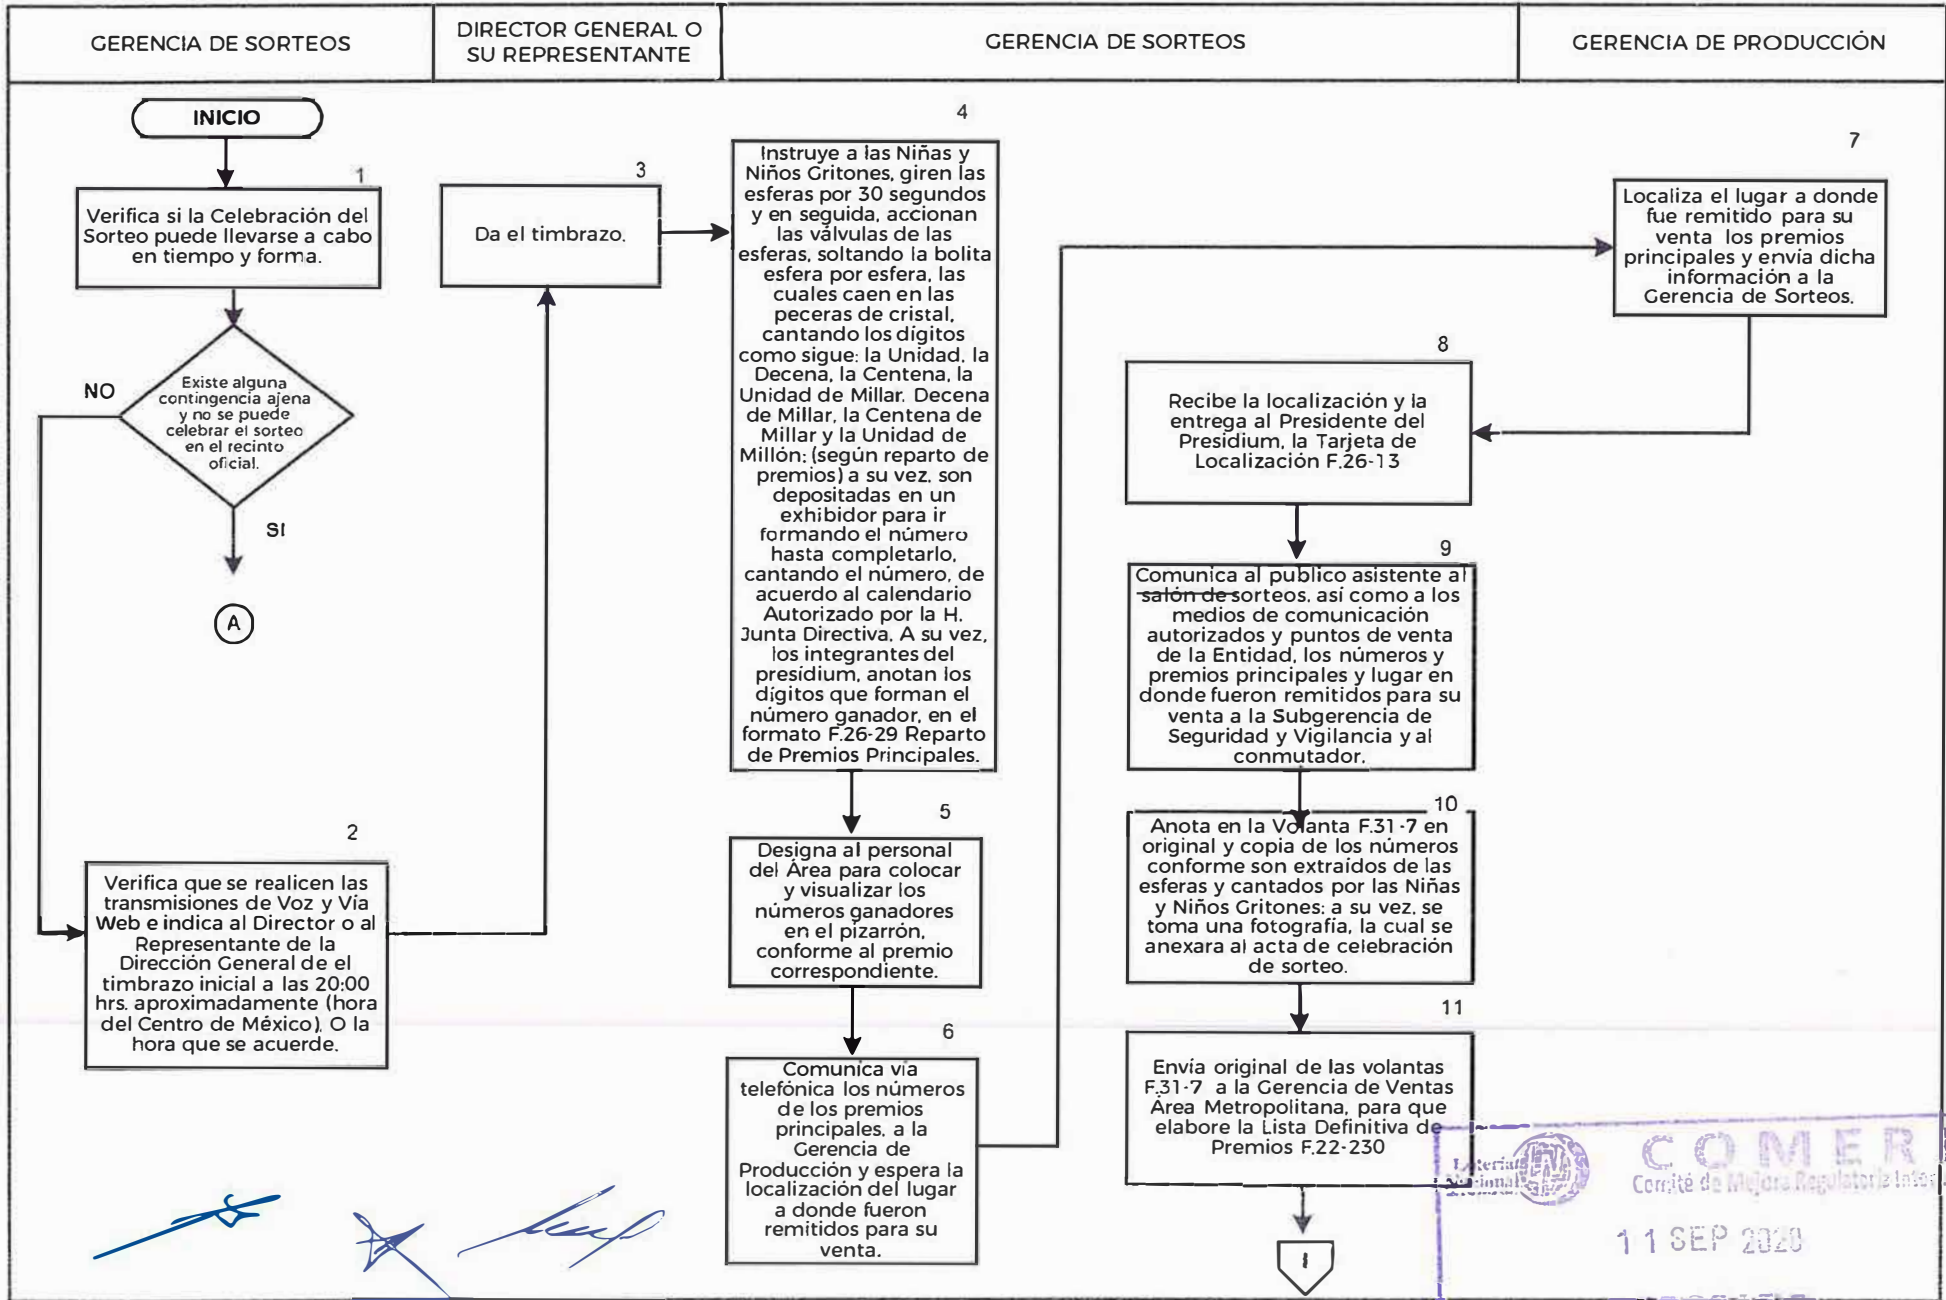 GERENCIA DE SORTEOS
DIRECTOR GENERAL O
SU REPRESENTANTE
GERENCIA DE SORTEOS
GERENCIA DE PRODUCCIÓN
INICIO
1
Verifica si la Celebración del
Sorteo puede llevarse a cabo
en tiempo y forma.
NO
Existe alguna
contingencia ajena
y no se puede
celebrar el sorteo
en el recinto
oficial.
SI
A
2
Verifica que se realicen las
transmisiones de Voz y Vía
Web e indica al Director o al
Representante de la
Dirección General de el
timbrazo inicial a las 20:00
hrs. aproximadamente (hora
del Centro de México). O la
hora que se acuerde.
3
Da el timbrazo.
4
Instruye a las Niñas y
Niños Gritones, giren las
esferas por 30 segundos
y en seguida, accionan
las válvulas de las
esferas, soltando la bolita
esfera por esfera, las
cuales caen en las
peceras de cristal,
cantando los dígitos
como sigue: la Unidad, la
Decena, la Centena, la
Unidad de Millar. Decena
de Millar, la Centena de
Millar y la Unidad de
Millón; (según reparto de
premios) a su vez, son
depositadas en un
exhibidor para ir
formando el número
hasta completarlo,
cantando el número, de
acuerdo al calendario
Autorizado por la H.
Junta Directiva. A su vez,
los integrantes del
presídium, anotan los
dígitos que forman el
número ganador, en el
formato F.26-29 Reparto
de Premios Principales.
5
Designa al personal
del Área para colocar
y visualizar los
números ganadores
en el pizarrón,
conforme al premio
correspondiente.
6
Comunica vía
telefónica los números
de los premios
principales, a la
Gerencia de
Producción y espera la
localización del lugar
a donde fueron
remitidos para su
venta.
7
Localiza el lugar a donde
fue remitido para su
venta los premios
principales y envía dicha
información a la
Gerencia de Sorteos.
8
Recibe la localización y la
entrega al Presidente del
Presidium, la Tarjeta de
Localización F.26-13
9
Comunica al publico asistente al
salón de sorteos, así como a los
medios de comunicación
autorizados y puntos de venta
de la Entidad, los números y
premios principales y lugar en
donde fueron remitidos para su
venta a la Subgerencia de
Seguridad y Vigilancia y al
conmutador.
10
Anota en la Volanta F.31-7 en
original y copia de los números
conforme son extraídos de las
esferas y cantados por las Niñas
y Niños Gritones; a su vez, se
toma una fotografía, la cual se
anexara al acta de celebración
de sorteo.
11
Envía original de las volantas
F.31-7 a la Gerencia de Ventas
Área Metropolitana, para que
elabore la Lista Definitiva de
Premios F.22-230
1
Lotería
Nacional
COMER
Comité de Mejora Regulatoria
11 SEP 2020